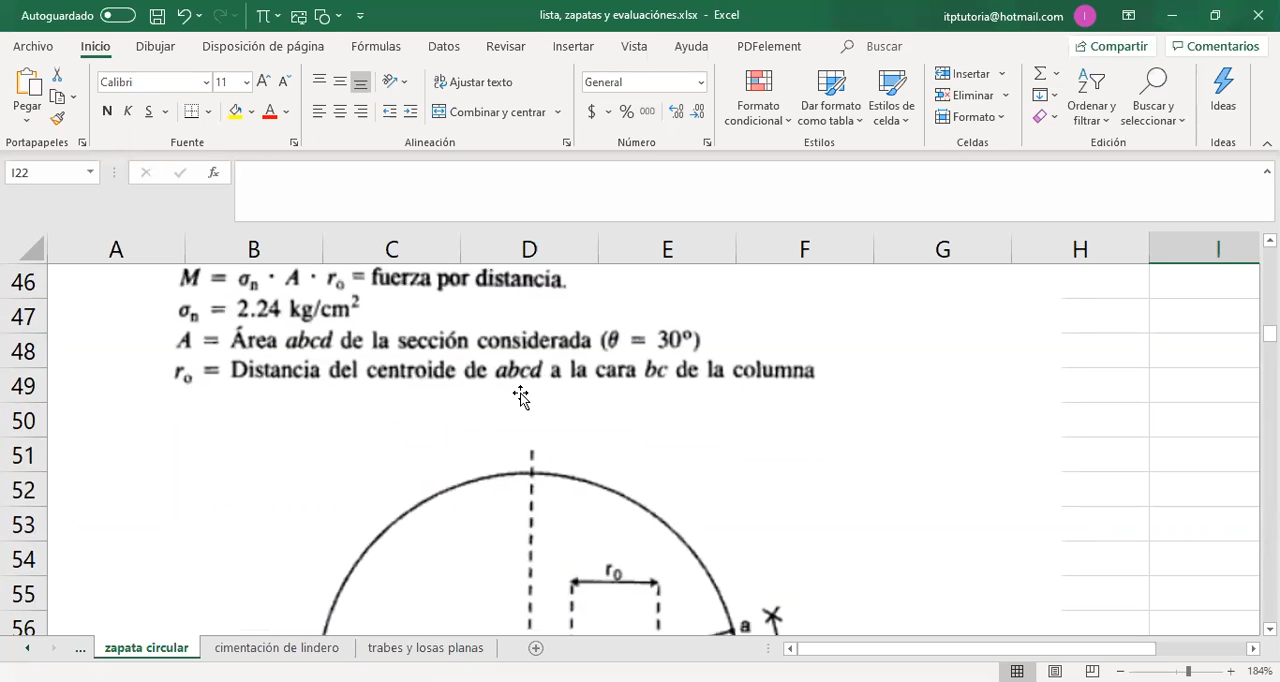 Autoguardado
lista, zapatas y evaluaciónes.xlsx - Excel
itptutoria@hotmail.com
I
Archivo Inicio Dibujar Disposición de página Fórmulas Datos Revisar Insertar Vista Ayuda PDFelement Buscar
Compartir Comentarios
Pegar
Calibri 11
N K S
Ajustar texto
Combinar y centrar
General
$ % 000
Formato condicional
Dar formato como tabla
Estilos de celda
Insertar
Eliminar
Formato
Ordenar y filtrar
Buscar y seleccionar
Ideas
Portapapeles Fuente Alineación Número Estilos Celdas Edición Ideas
I22
fx
A B C D E F G H I
46 M = σn · A · ro = fuerza por distancia.
47 σn = 2.24 kg/cm²
48 A = Área abcd de la sección considerada (θ = 30º)
49 ro = Distancia del centroide de abcd a la cara bc de la columna
50
51
52
53
54
55 ro
56 a
... zapata circular cimentación de lindero trabes y losas planas
184%